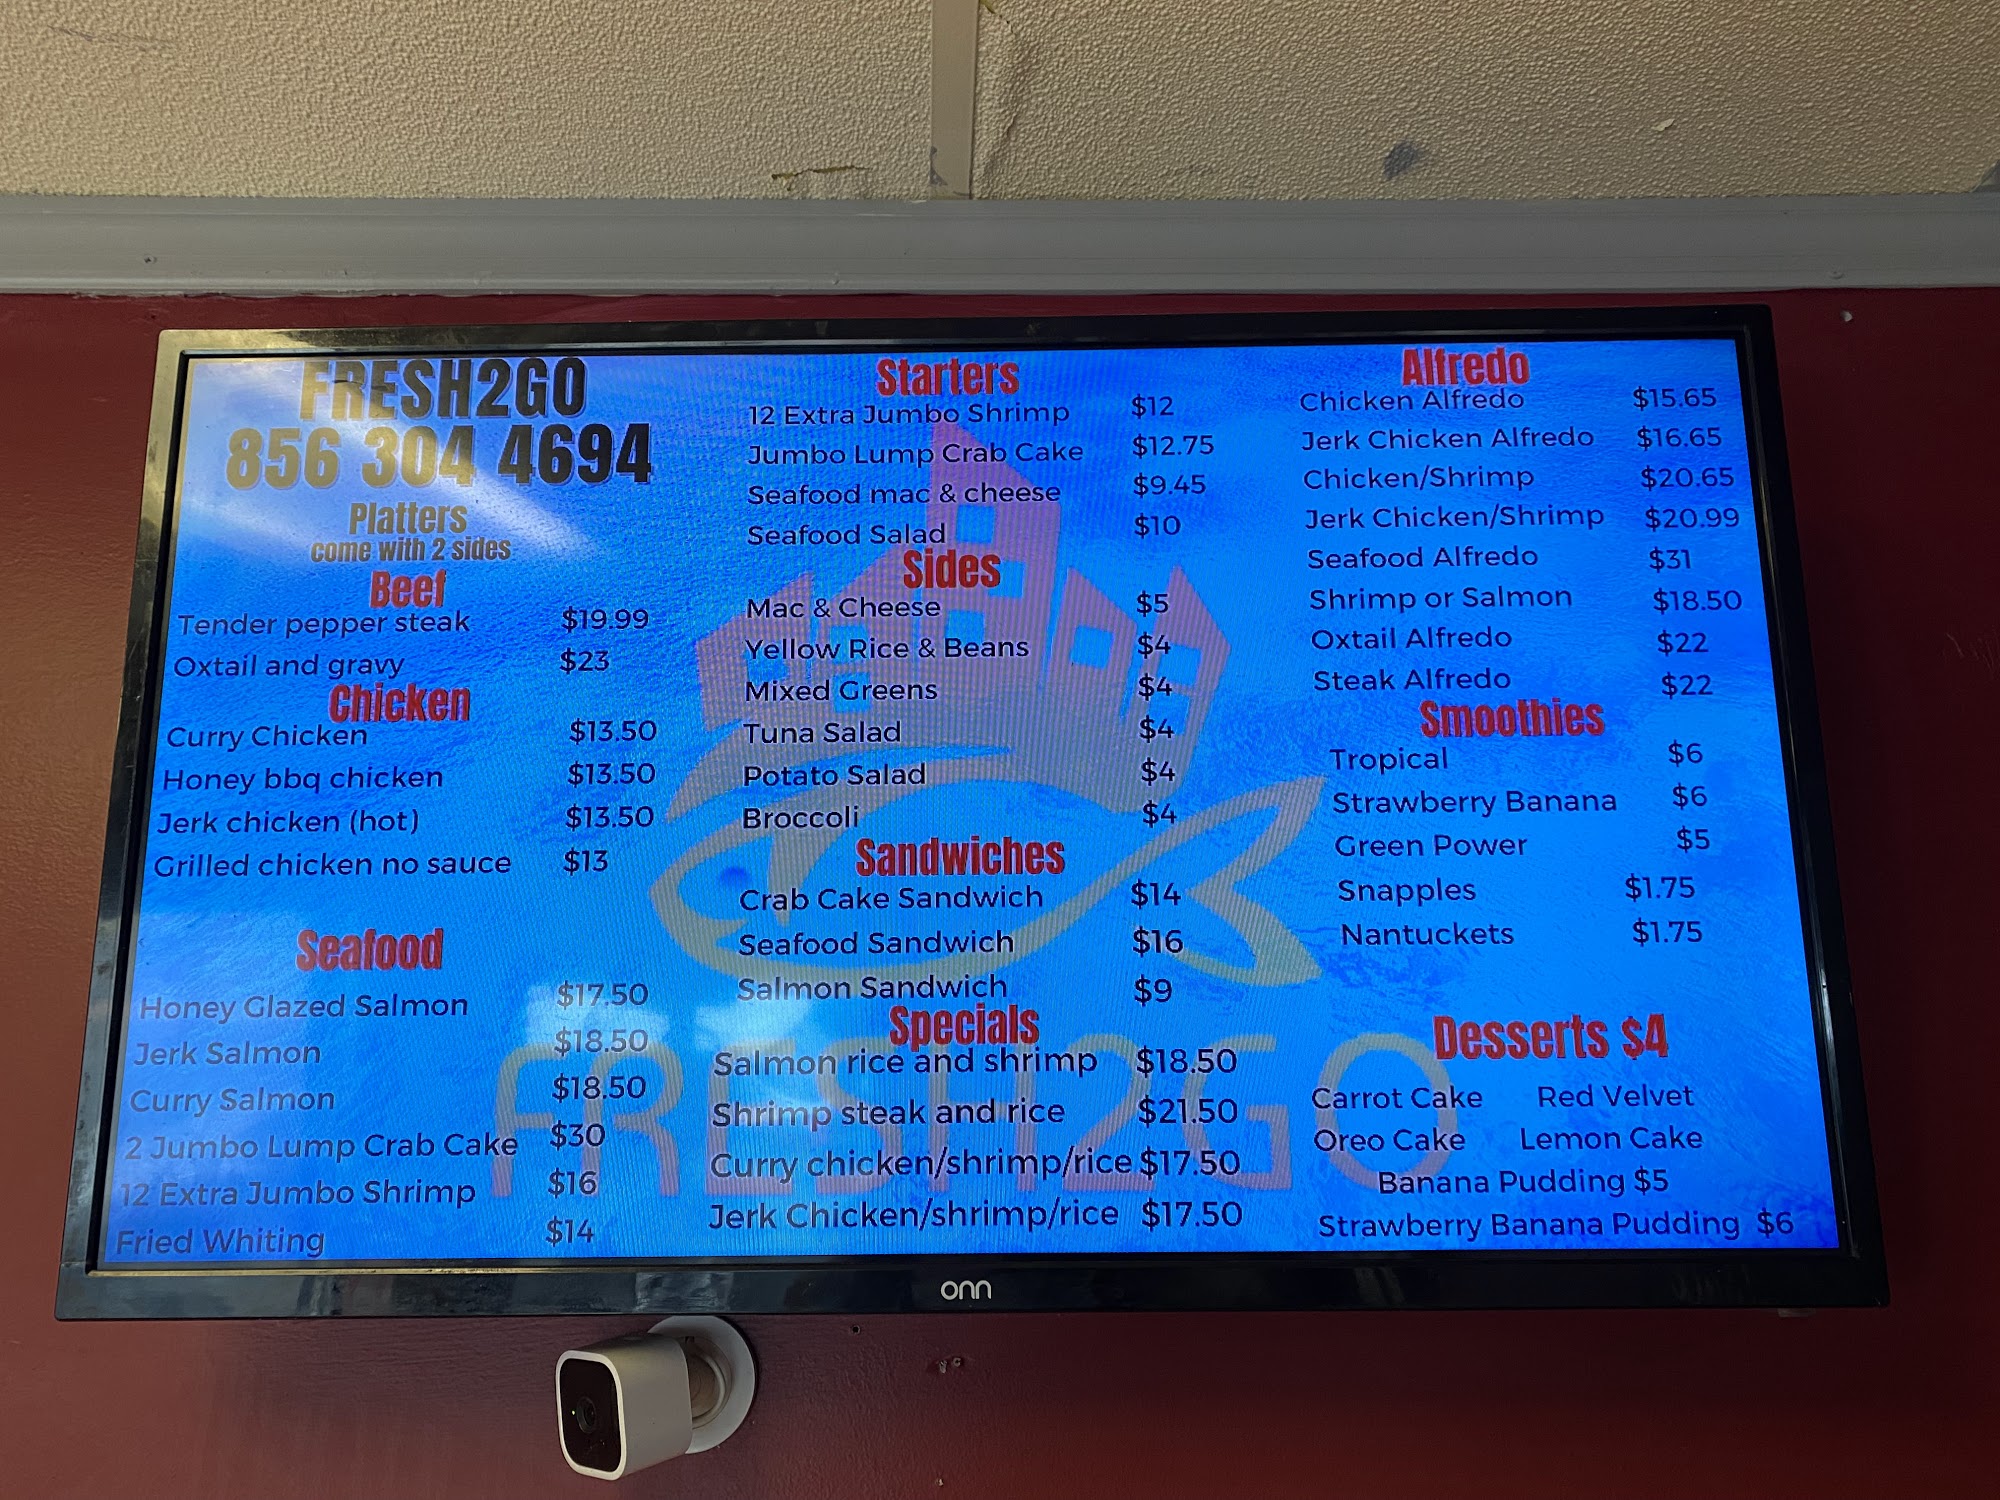 FRESH2GO
856 304 4694
Platters
come with 2 sides
Beef
Tender pepper steak $19.99
Oxtail and gravy $23
Chicken
Curry Chicken $13.50
Honey bbq chicken $13.50
Jerk chicken (hot) $13.50
Grilled chicken no sauce $13
Seafood
Honey Glazed Salmon $17.50
Jerk Salmon $18.50
Curry Salmon $18.50
2 Jumbo Lump Crab Cake $30
12 Extra Jumbo Shrimp $16
Fried Whiting $14
Starters
12 Extra Jumbo Shrimp $12
Jumbo Lump Crab Cake $12.75
Seafood mac & cheese $9.45
Seafood Salad $10
Sides
Mac & Cheese $5
Yellow Rice & Beans $4
Mixed Greens $4
Tuna Salad $4
Potato Salad $4
Broccoli $4
Sandwiches
Crab Cake Sandwich $14
Seafood Sandwich $16
Salmon Sandwich $9
Specials
Salmon rice and shrimp $18.50
Shrimp steak and rice $21.50
Curry chicken/shrimp/rice $17.50
Jerk Chicken/shrimp/rice $17.50
Alfredo
Chicken Alfredo $15.65
Jerk Chicken Alfredo $16.65
Chicken/Shrimp $20.65
Jerk Chicken/Shrimp $20.99
Seafood Alfredo $31
Shrimp or Salmon $18.50
Oxtail Alfredo $22
Steak Alfredo $22
Smoothies
Tropical $6
Strawberry Banana $6
Green Power $5
Snapples $1.75
Nantuckets $1.75
Desserts $4
Carrot Cake Red Velvet
Oreo Cake Lemon Cake
Banana Pudding $5
Strawberry Banana Pudding $6
FRESH2GO
onn